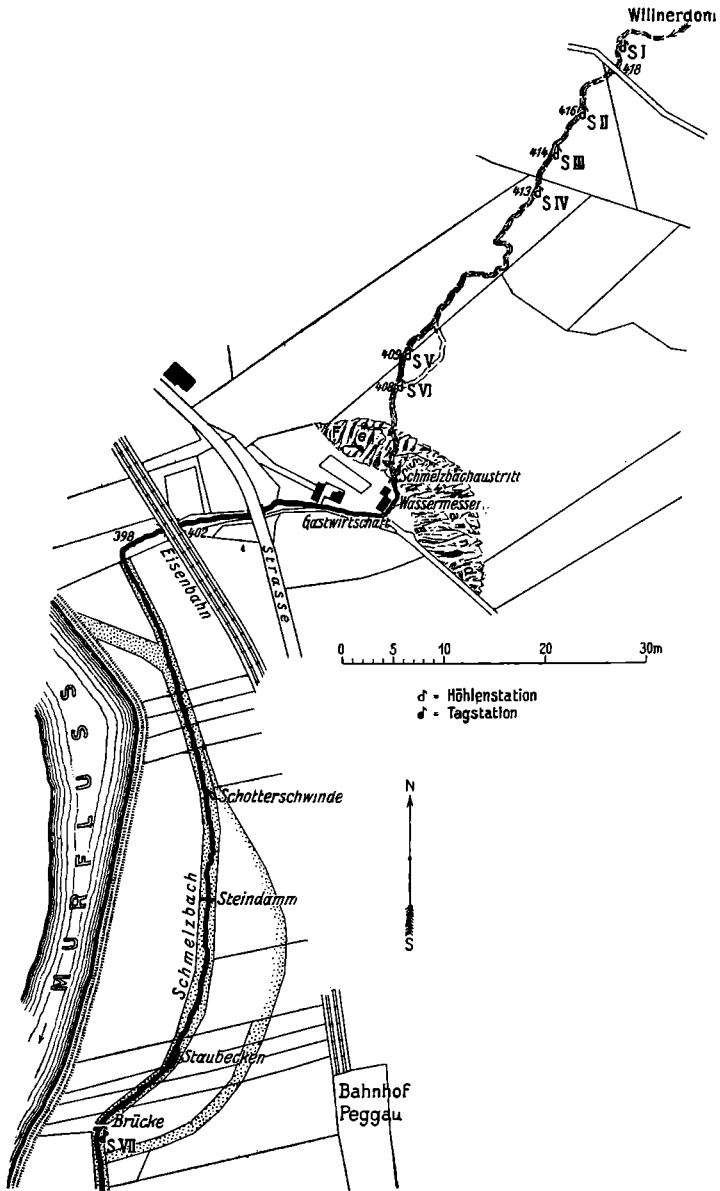 Willnerdom
S I
418
416
S II
414
S III
413
S IV
409
S V
408
S VI
Schmelzbachaustritt
Wassermesser
Gastwirtschaft
398
402
4
Eisenbahn
Strasse
0 5 10 20 30m
= Höhlenstation
= Tagstation
MURFLUSS
N
S
Schotterschwinde
Schmelzbach
Steindamm
Staubecken
Brücke
S VII
Bahnhof
Peggau